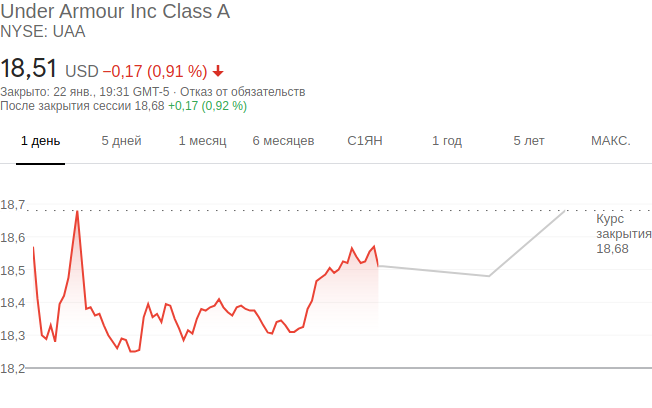 Under Armour Inc Class A
NYSE: UAA
18,51 USD −0,17 (0,91 %)
Закрыто: 22 янв., 19:31 GMT-5 · Отказ от обязательств
После закрытия сессии 18,68 +0,17 (0,92 %)
1 день 5 дней 1 месяц 6 месяцев С1ЯН 1 год 5 лет МАКС.
18,7
Курс
закрытия
18,68
18,6
18,5
18,4
18,3
18,2